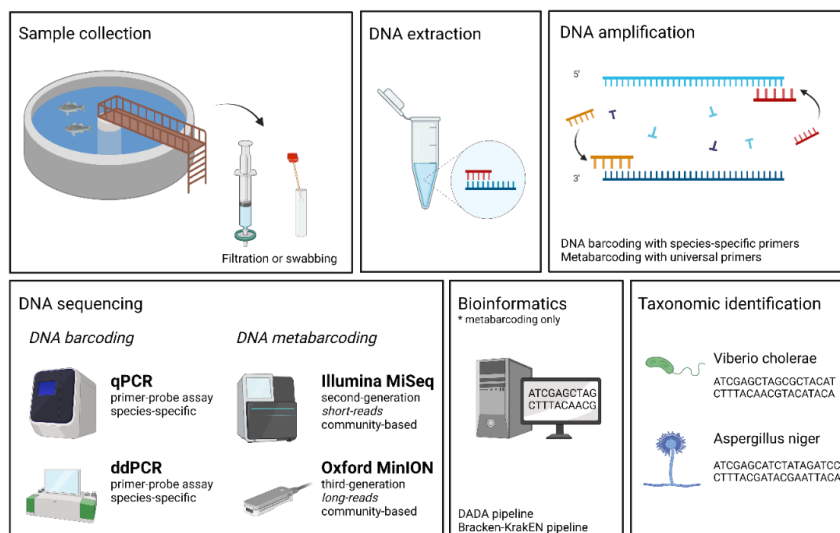 Sample collection
Filtration or swabbing
DNA extraction
DNA amplification
5'
3'
DNA barcoding with species-specific primers
Metabarcoding with universal primers
DNA sequencing
DNA barcoding
qPCR
primer-probe assay
species-specific
ddPCR
primer-probe assay
species-specific
DNA metabarcoding
Illumina MiSeq
second-generation
short-reads
community-based
Oxford MinION
third-generation
long-reads
community-based
Bioinformatics
* metabarcoding only
ATCGAGCTAG
CTTTACAACG
DADA pipeline
Bracken-KrakEN pipeline
Taxonomic identification
Viberio cholerae
ATCGAGCTAGCGCTACAT
CTTTACAACGTACATACA
Aspergillus niger
ATCGAGCATCTATAGATCC
CTTTACGATACGAATTACA